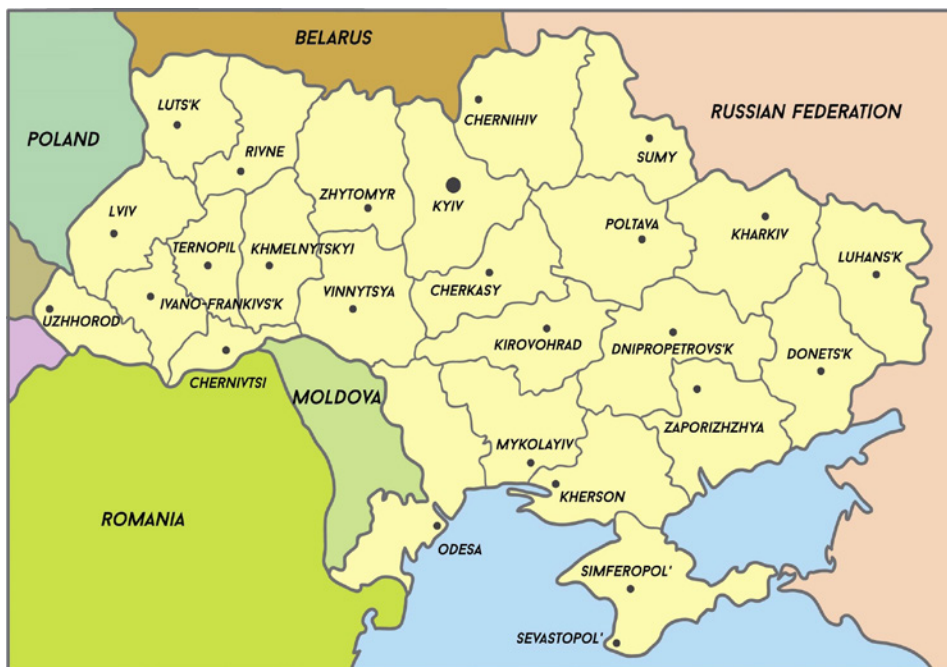 BELARUS
RUSSIAN FEDERATION
POLAND
LUTS'K
CHERNIHIV
RIVNE
SUMY
ZHYTOMYR
KYIV
LVIV
POLTAVA
KHARKIV
TERNOPIL
KHMELNYTSKYI
LUHANS'K
CHERKASY
VINNYTSYA
IVANO-FRANKIVS'K
UZHHOROD
KIROVOHRAD
DNIPROPETROVS'K
DONETS'K
CHERNIVTSI
MOLDOVA
ZAPORIZHZHYA
MYKOLAYIV
KHERSON
ROMANIA
ODESA
SIMFEROPOL'
SEVASTOPOL'